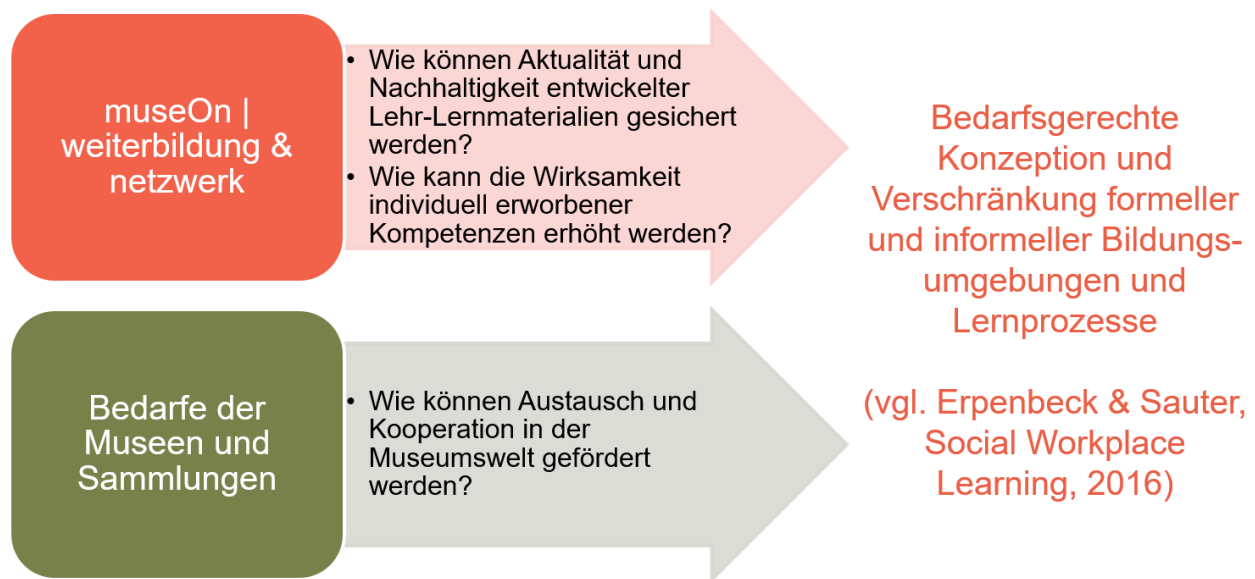 museOn |
weiterbildung &
netzwerk
• Wie können Aktualität und
Nachhaltigkeit entwickelter
Lehr-Lernmaterialien gesichert
werden?
• Wie kann die Wirksamkeit
individuell erworbener
Kompetenzen erhöht werden?
Bedarfe der
Museen und
Sammlungen
• Wie können Austausch und
Kooperation in der
Museumswelt gefördert
werden?
Bedarfsgerechte
Konzeption und
Verschränkung formeller
und informeller Bildungs-
umgebungen und
Lernprozesse
(vgl. Erpenbeck & Sauter,
Social Workplace
Learning, 2016)